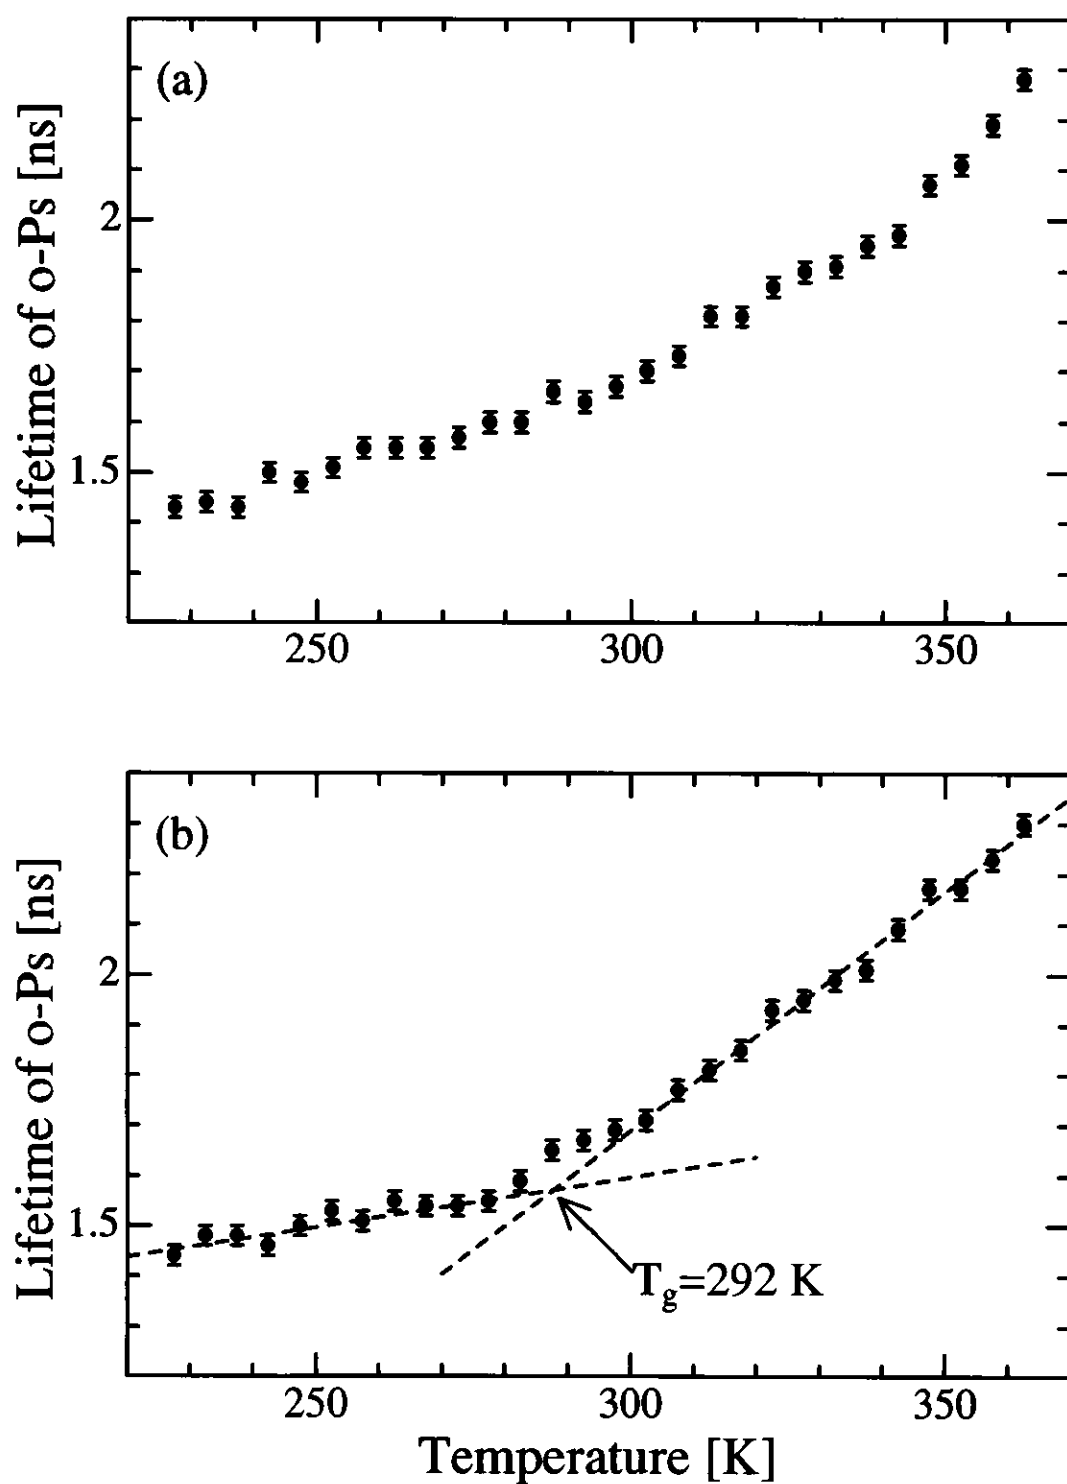 (a)
Lifetime of o-Ps [ns]
2
1.5
250 300 350
(b)
Lifetime of o-Ps [ns]
2
1.5
Tg=292 K
250 300 350
Temperature [K]